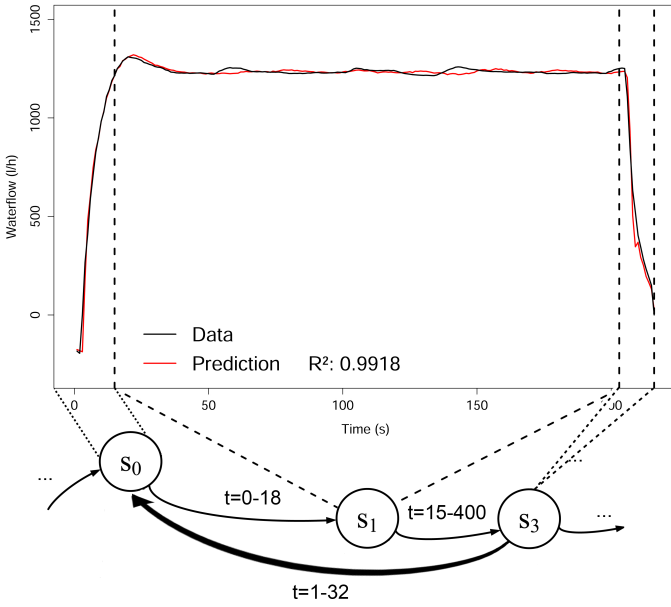 1500
1000
500
0
Waterflow (l/h)
Data
Prediction R²: 0.9918
0 50 100 150 00
Time (s)
...
S0
t=0-18
S1
t=15-400
S3
...
...
t=1-32